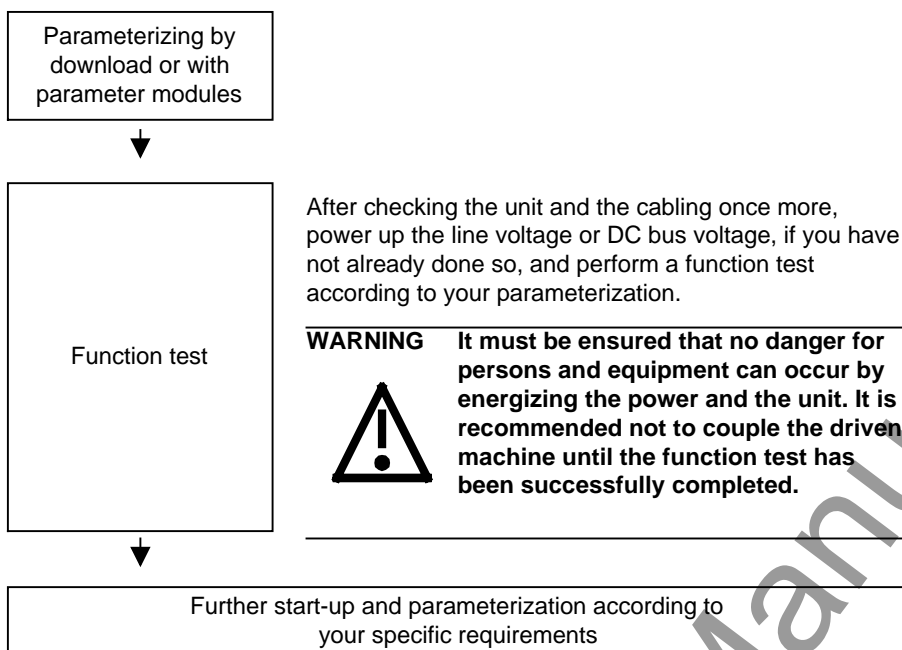 Parameterizing by
download or with
parameter modules
After checking the unit and the cabling once more,
power up the line voltage or DC bus voltage, if you have
not already done so, and perform a function test
according to your parameterization.
Function test
WARNING It must be ensured that no danger for
persons and equipment can occur by
energizing the power and the unit. It is
recommended not to couple the driven
machine until the function test has
been successfully completed.
Further start-up and parameterization according to
your specific requirements